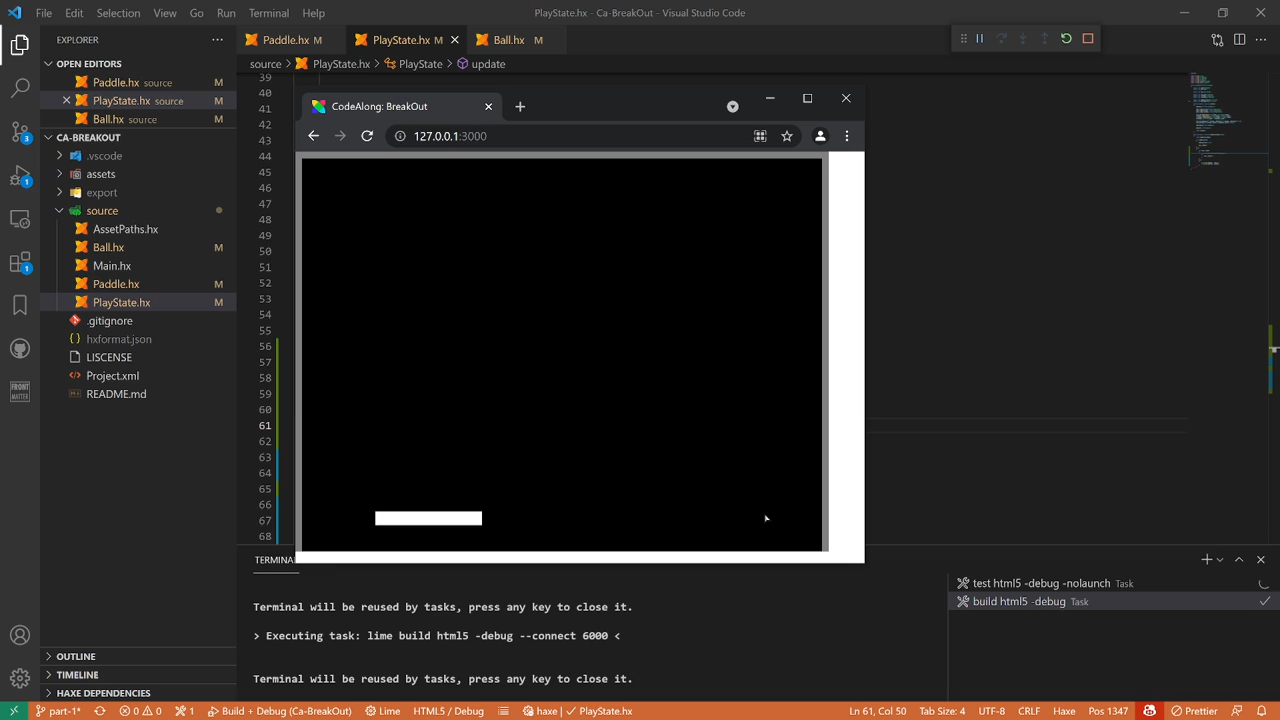 File Edit Selection View Go Run Terminal Help
PlayState.hx - Ca-BreakOut - Visual Studio Code
EXPLORER
Paddle.hx M
PlayState.hx M
Ball.hx M
OPEN EDITORS
source PlayState.hx PlayState update
Paddle.hx source M
PlayState.hx source M
Ball.hx source M
CA-BREAKOUT
.vscode
assets
export
source
AssetPaths.hx
Ball.hx M
Main.hx
Paddle.hx M
PlayState.hx M
.gitignore
hxformat.json
LISCENSE
Project.xml
README.md
OUTLINE
TIMELINE
HAXE DEPENDENCIES
3
1
1
39
40
41
42
43
44
45
46
47
48
49
50
51
52
53
54
55
56
57
58
59
60
61
62
63
64
65
66
67
68
CodeAlong: BreakOut
127.0.0.1:3000
TERMINA
Terminal will be reused by tasks, press any key to close it.
> Executing task: lime build html5 -debug --connect 6000 <
Terminal will be reused by tasks, press any key to close it.
test html5 -debug -nolaunch Task
build html5 -debug Task
FRONT
MATTER
part-1* 0 0 1 Build + Debug (Ca-BreakOut) Lime HTML5 / Debug haxe | PlayState.hx Ln 61, Col 50 Tab Size: 4 UTF-8 CRLF Haxe Pos 1347 Prettier